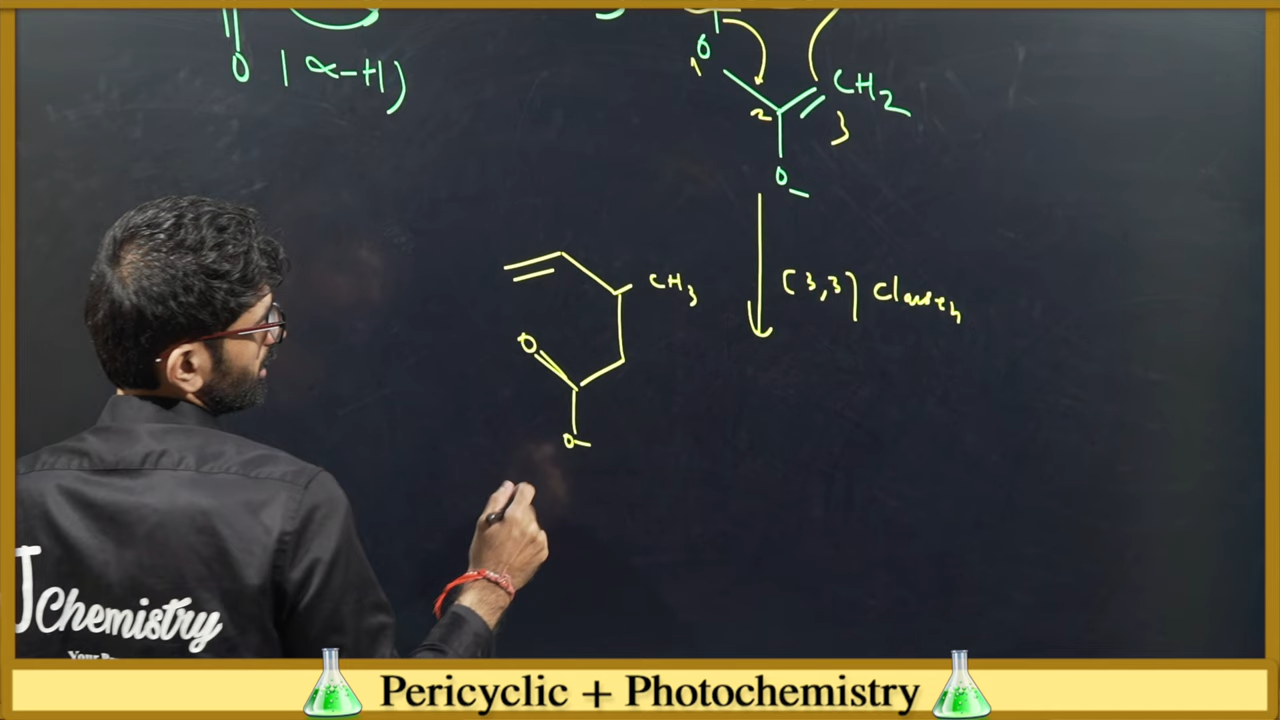 O (α-H)
O
1
CH2
2
3
O-
CH3
[3,3] Claisen
O
O-
J Chemistry
Pericyclic + Photochemistry